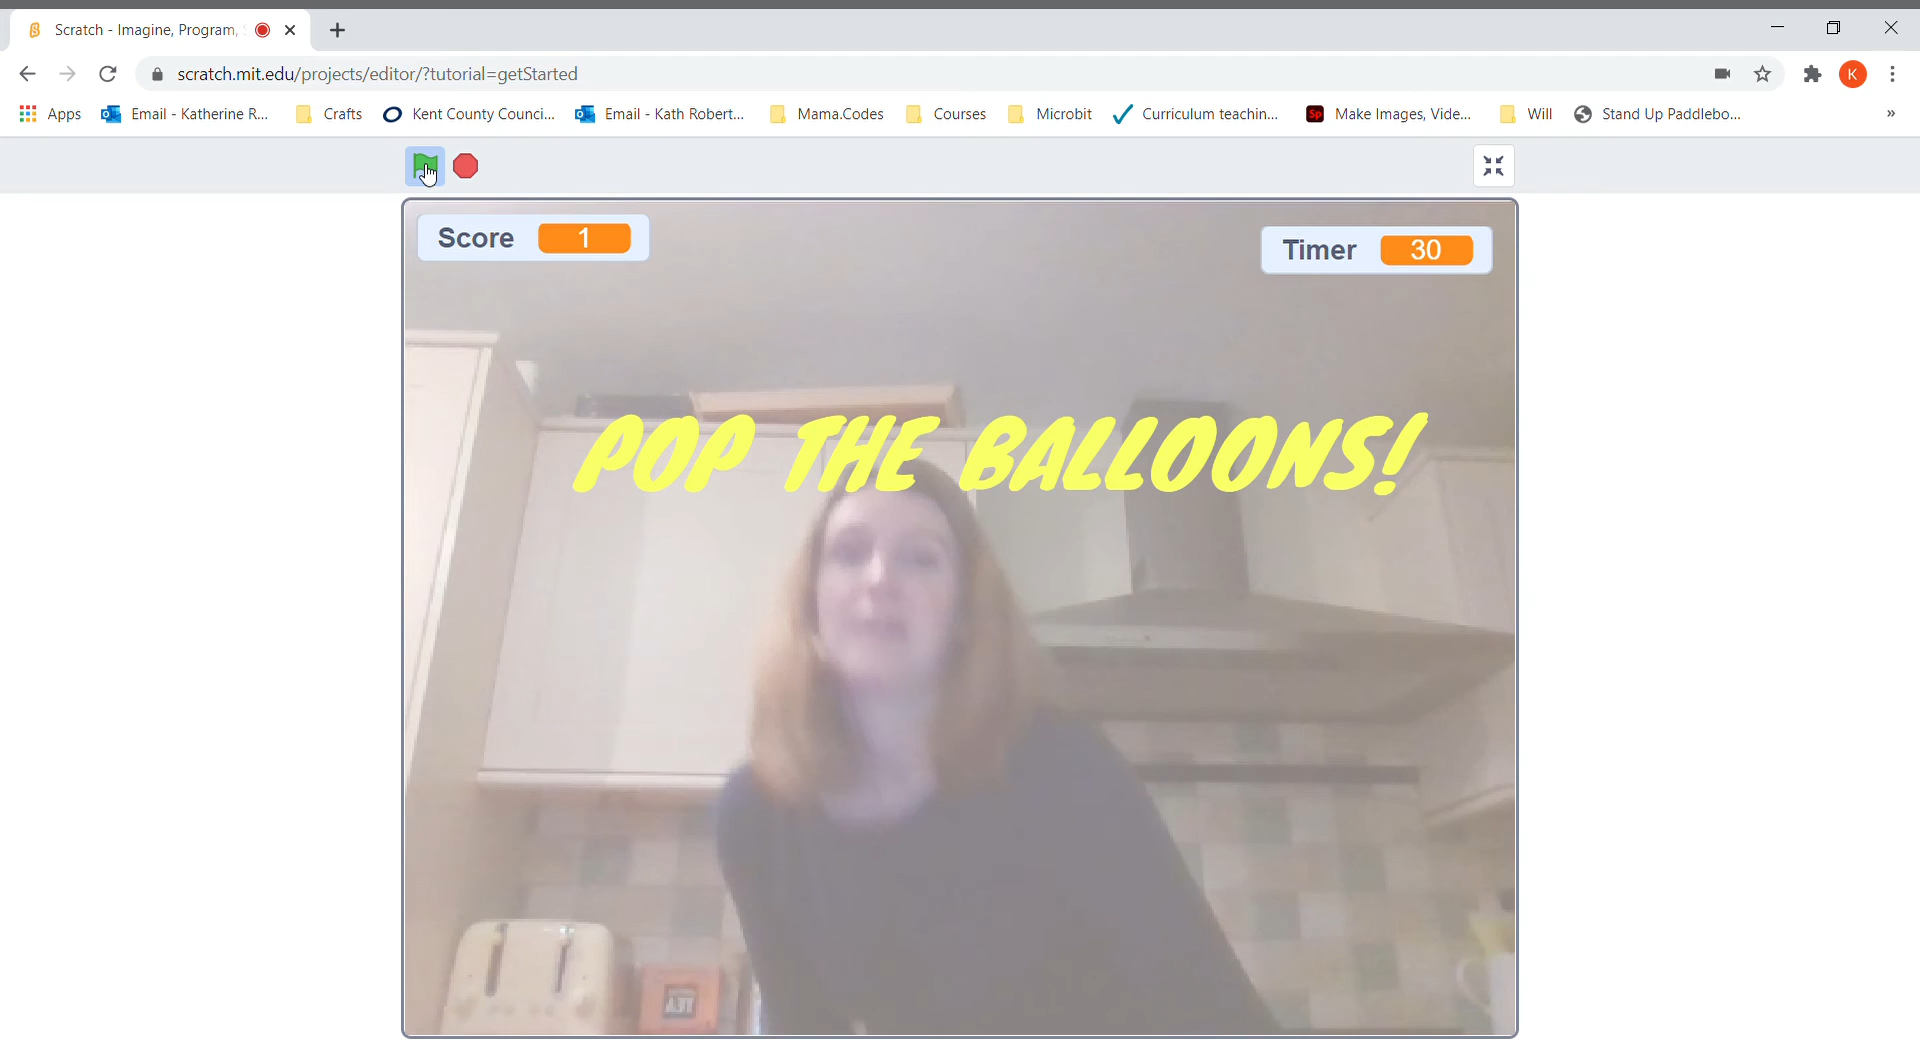 Scratch - Imagine, Program,
scratch.mit.edu/projects/editor/?tutorial=getStarted
K
Apps Email - Katherine R... Crafts Kent County Counci... Email - Kath Robert... Mama.Codes Courses Microbit Curriculum teachin... Sp Make Images, Vide... Will Stand Up Paddlebo... »
Score 1
Timer 30
POP THE BALLOONS!